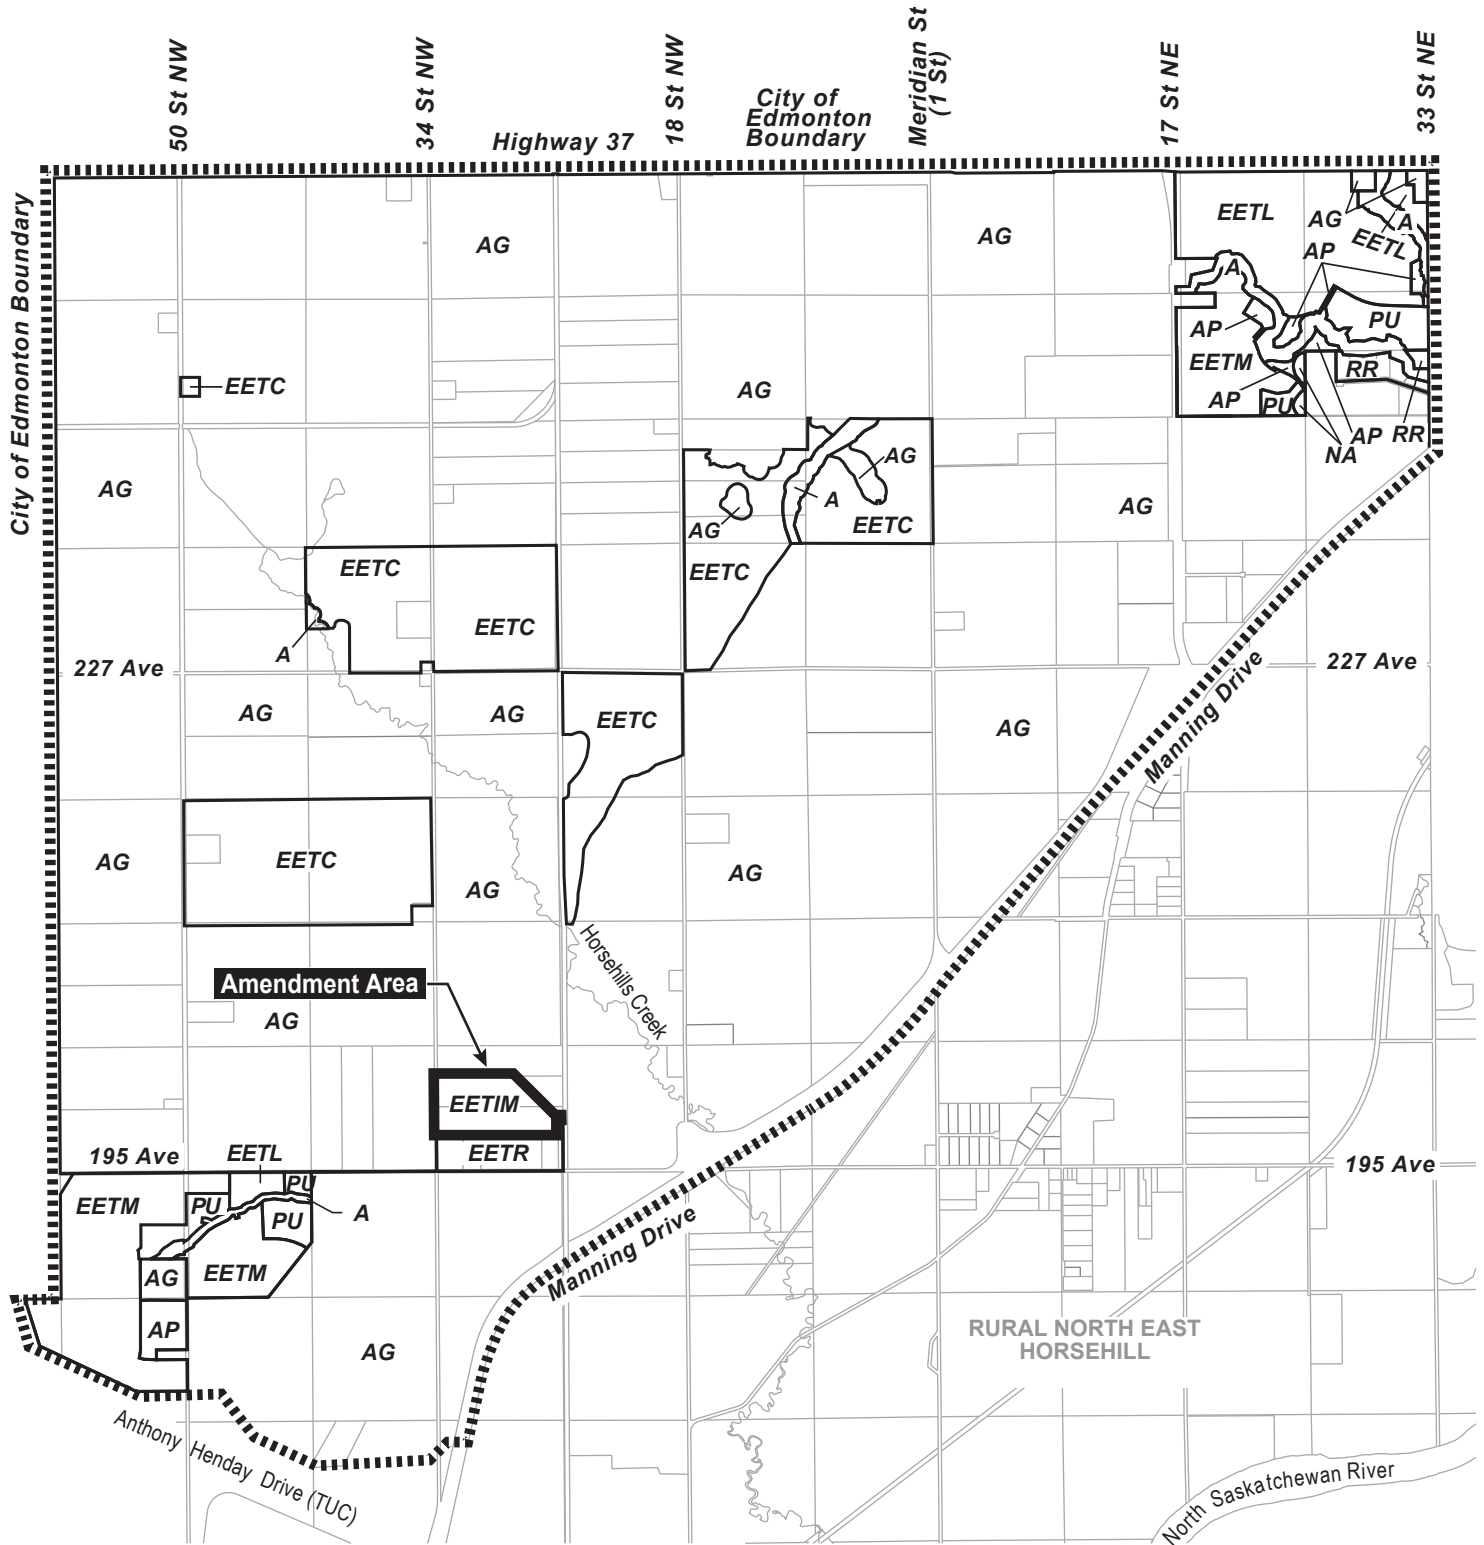 50 St NW
34 St NW
18 St NW
Meridian St
(1 St)
17 St NE
33 St NE
City of
Edmonton
Boundary
Highway 37
City of Edmonton Boundary
AG
AG
EETL
AG
A
EETL
AP
A
AP
PU
EETM
RR
AP
PU
AP
RR
NA
EETC
AG
AG
AG
A
AG
EETC
AG
AG
EETC
EETC
EETC
A
227 Ave
227 Ave
Manning Drive
AG
AG
EETC
AG
AG
EETC
AG
AG
Horsehills Creek
Amendment Area
AG
EETIM
EETR
195 Ave
EETL
195 Ave
EETM
PU
PU
A
PU
EETM
AG
AP
AG
Manning Drive
RURAL NORTH EAST
HORSEHILL
Anthony Henday Drive (TUC)
North Saskatchewan River